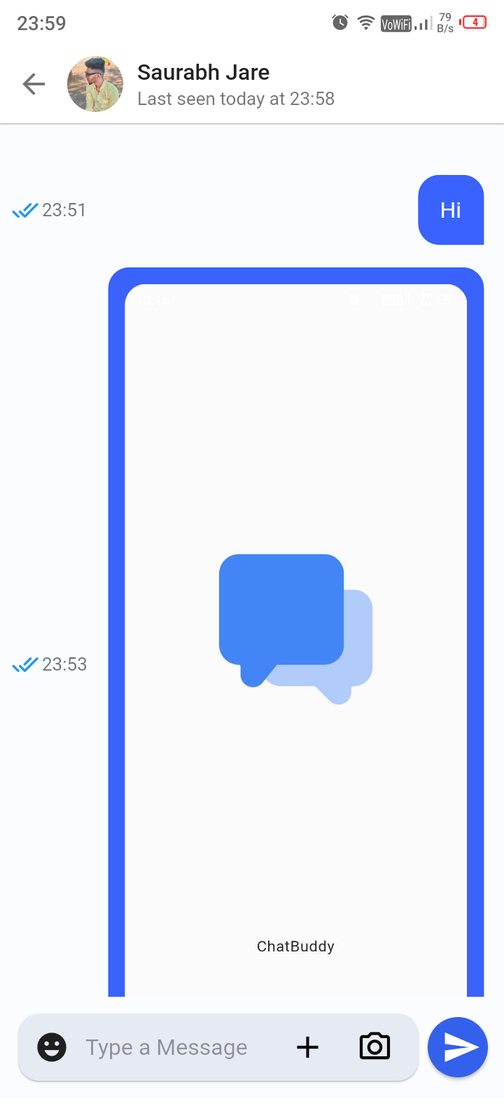 23:59
VoWiFi
79
B/s
4
Saurabh Jare
Last seen today at 23:58
23:51
Hi
23:53
ChatBuddy
Type a Message